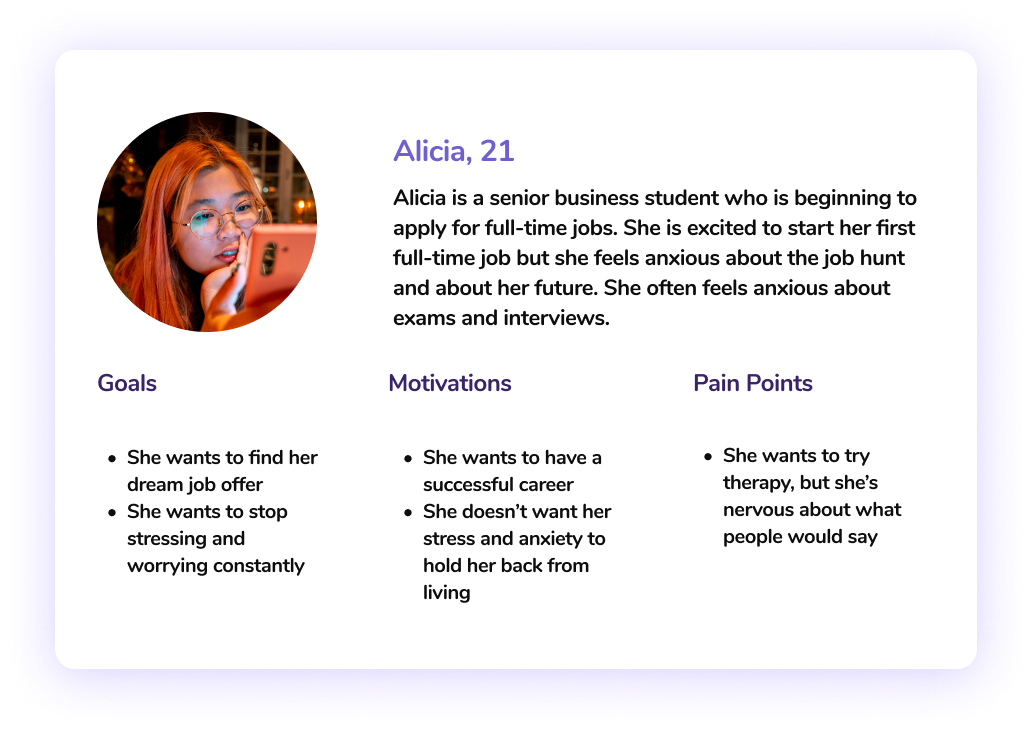 Alicia, 21
Alicia is a senior business student who is beginning to
apply for full-time jobs. She is excited to start her first
full-time job but she feels anxious about the job hunt
and about her future. She often feels anxious about
exams and interviews.
Goals
• She wants to find her
dream job offer
• She wants to stop
stressing and
worrying constantly
Motivations
• She wants to have a
successful career
• She doesn’t want her
stress and anxiety to
hold her back from
living
Pain Points
• She wants to try
therapy, but she’s
nervous about what
people would say